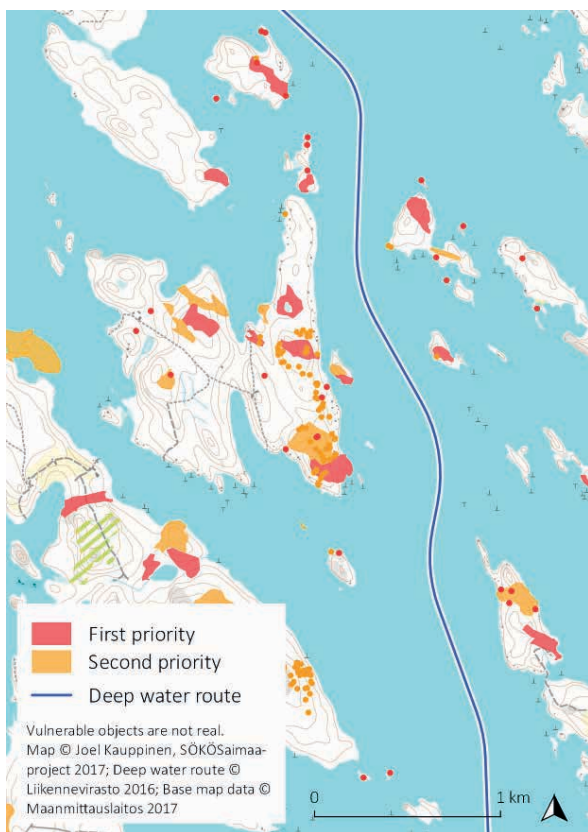 First priority
Second priority
Deep water route
Vulnerable objects are not real.
Map © Joel Kauppinen, SÖKÖSaimaa-
project 2017; Deep water route ©
Liikennevirasto 2016; Base map data ©
Maanmittauslaitos 2017
0 1 km